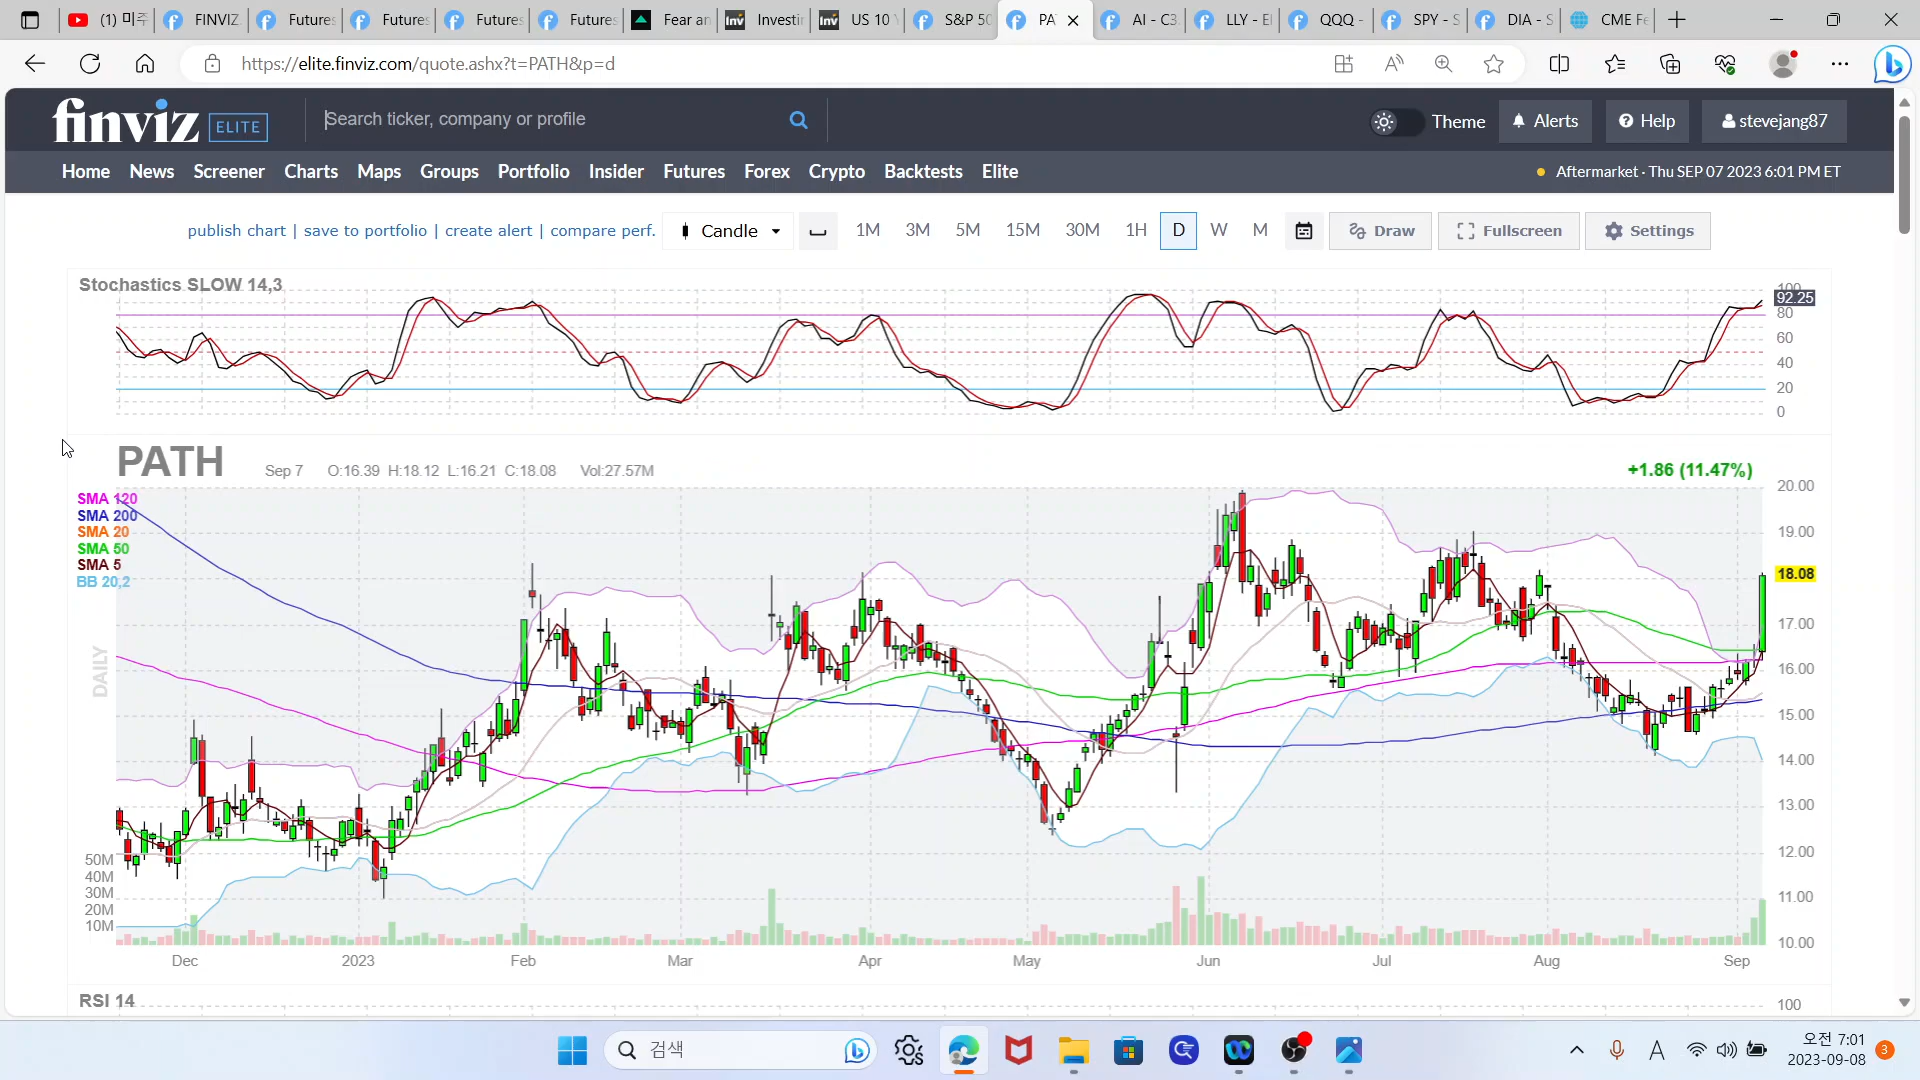 (1) 미주
FINVIZ
Futures
Futures
Futures
Futures
Fear an
Investin
US 10 Y
S&P 50
PA
AI - C3
LLY - El
QQQ -
SPY - S
DIA - S
CME Fe
https://elite.finviz.com/quote.ashx?t=PATH&p=d
finviz ELITE
Search ticker, company or profile
Theme
Alerts
Help
stevejang87
Home News Screener Charts Maps Groups Portfolio Insider Futures Forex Crypto Backtests Elite
Aftermarket · Thu SEP 07 2023 6:01 PM ET
publish chart | save to portfolio | create alert | compare perf.
Candle
1M 3M 5M 15M 30M 1H D W M
Draw
Fullscreen
Settings
Stochastics SLOW 14,3
100
92.25
80
60
40
20
0
PATH
Sep 7 O:16.39 H:18.12 L:16.21 C:18.08 Vol:27.57M
+1.86 (11.47%)
SMA 120
SMA 200
SMA 20
SMA 50
SMA 5
BB 20,2
DAILY
20.00
19.00
18.08
17.00
16.00
15.00
14.00
13.00
12.00
11.00
10.00
50M
40M
30M
20M
10M
Dec 2023 Feb Mar Apr May Jun Jul Aug Sep
RSI 14
100
검색
A
오전 7:01
2023-09-08
3